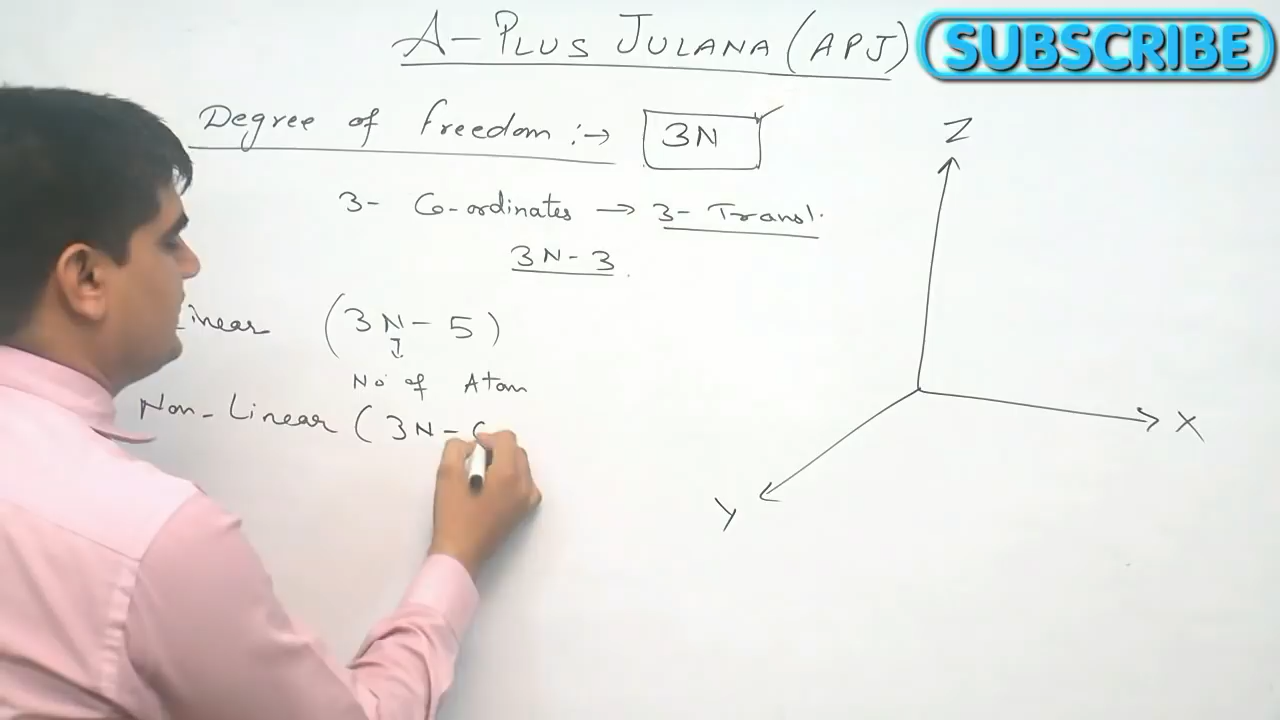 A-PLUS JULANA (APJ)
SUBSCRIBE
Degree of freedom :→ 3N
3- Co-ordinates → 3- Transl.
3N-3
Linear (3N-5)
No of Atom
Non-Linear (3N-
Z
X
Y